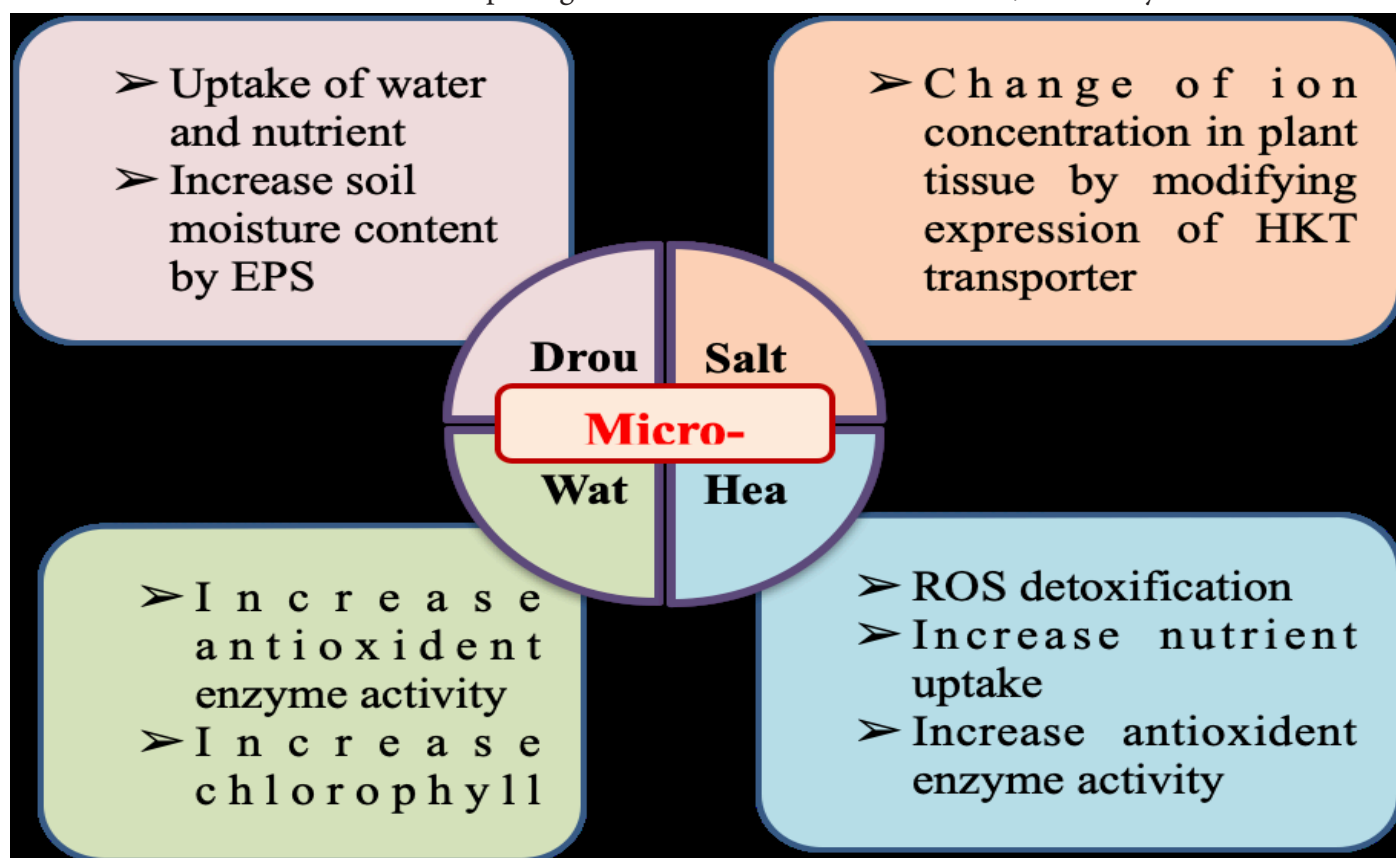 ➢ Uptake of water
and nutrient
➢ Increase soil
moisture content
by EPS
➢ Change of ion
concentration in plant
tissue by modifying
expression of HKT
transporter
Drou
Salt
Micro-
Wat
Hea
➢ Increase
antioxident
enzyme activity
➢ Increase
chlorophyll
➢ ROS detoxification
➢ Increase nutrient
uptake
➢ Increase antioxident
enzyme activity